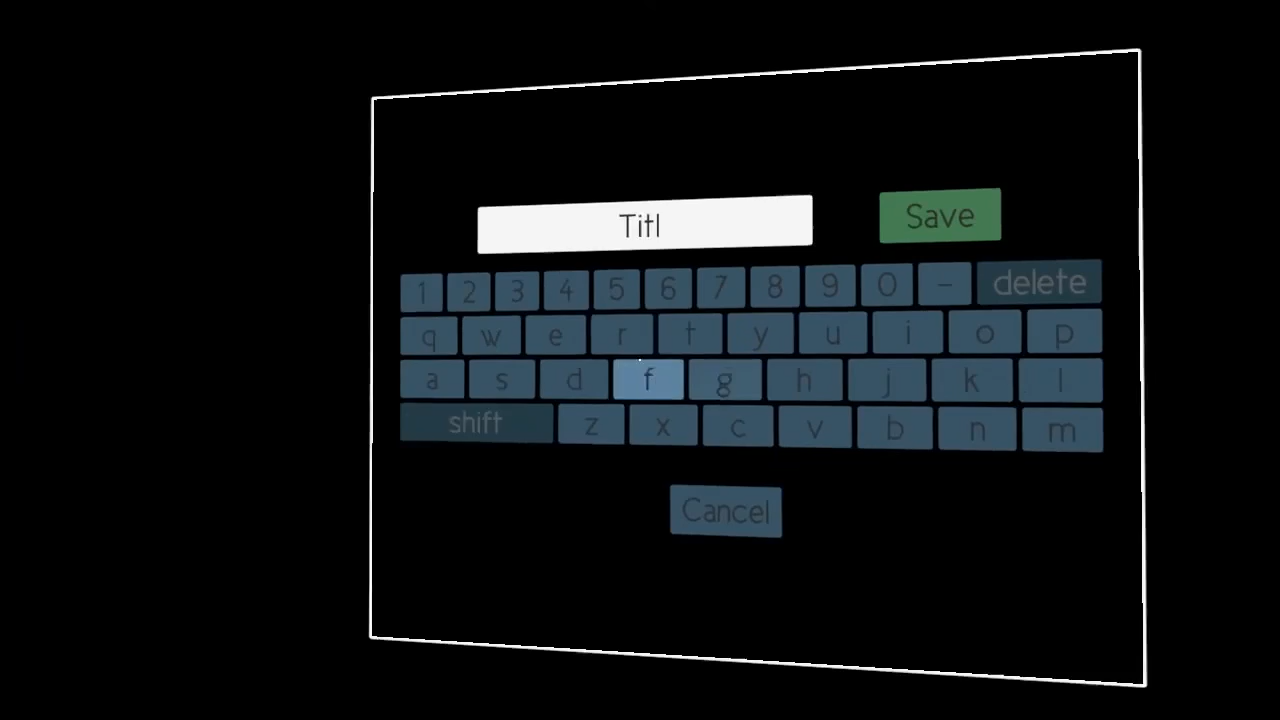 Titl
Save
1 2 3 4 5 6 7 8 9 0 - delete
q w e r t y u i o p
a s d f g h j k l
shift z x c v b n m
Cancel